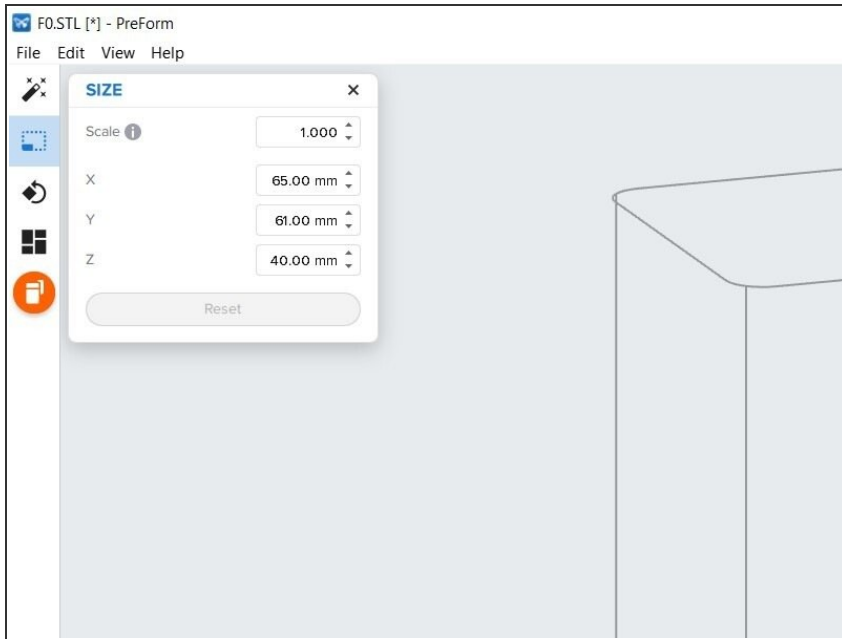 F0.STL [*] - PreForm
File Edit View Help
SIZE
Scale 1.000
X 65.00 mm
Y 61.00 mm
Z 40.00 mm
Reset